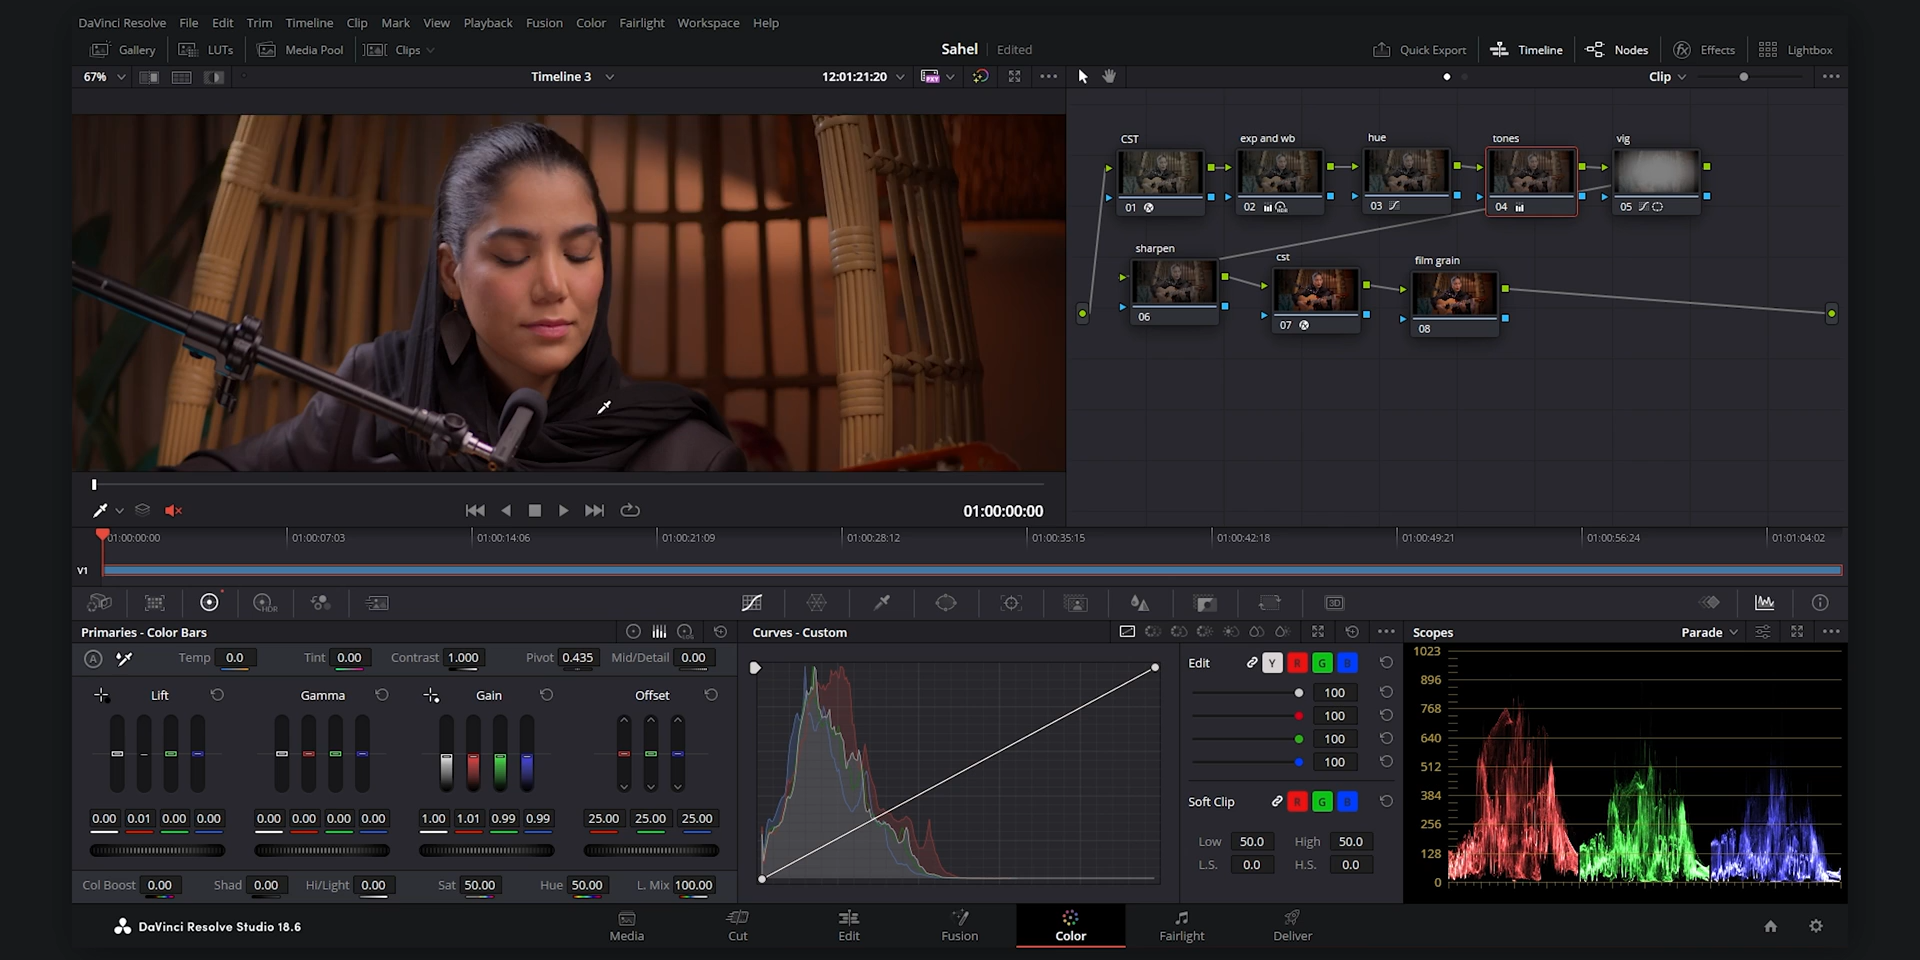 DaVinci Resolve File Edit Trim Timeline Clip Mark View Playback Fusion Color Fairlight Workspace Help
Gallery LUTs Media Pool Clips Sahel Edited Quick Export Timeline Nodes Effects Lightbox
67% Timeline 3 12:01:21:20 Clip
CST exp and wb hue tones vig
01 02 03 04 05
sharpen cst film grain
06 07 08
01:00:00:00
01:00:00:00 01:00:07:03 01:00:14:06 01:00:21:09 01:00:28:12 01:00:35:15 01:00:42:18 01:00:49:21 01:00:56:24 01:01:04:02
V1
HDR 3D
Primaries - Color Bars Curves - Custom Scopes Parade
A Temp 0.0 Tint 0.00 Contrast 1.000 Pivot 0.435 Mid/Detail 0.00
Lift Gamma Gain Offset
0.00 0.01 0.00 0.00 0.00 0.00 0.00 0.00 1.00 1.01 0.99 0.99 25.00 25.00 25.00
Col Boost 0.00 Shad 0.00 Hi/Light 0.00 Sat 50.00 Hue 50.00 L. Mix 100.00
Edit Y R G B
100
100
100
100
Soft Clip R G B
Low 50.0 High 50.0
L.S. 0.0 H.S. 0.0
1023
896
768
640
512
384
256
128
0
DaVinci Resolve Studio 18.6
Media Cut Edit Fusion Color Fairlight Deliver